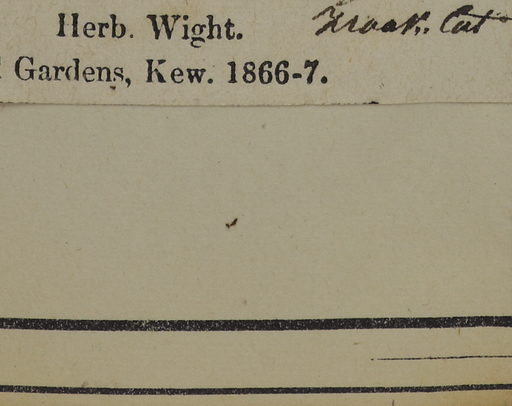 Herb. Wight.
Gardens, Kew. 1866-7.